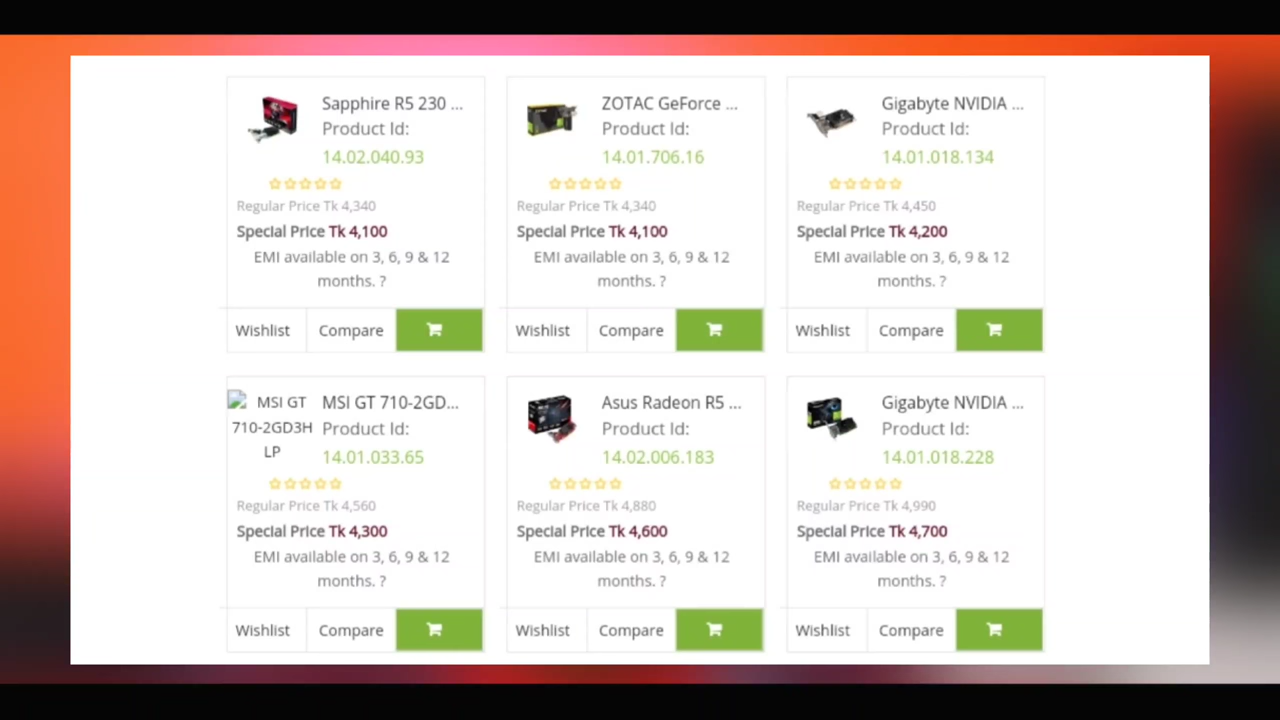 Sapphire R5 230 ...
Product Id:
14.02.040.93
Regular Price Tk 4,340
Special Price Tk 4,100
EMI available on 3, 6, 9 & 12
months. ?
Wishlist
Compare
ZOTAC GeForce ...
Product Id:
14.01.706.16
Regular Price Tk 4,340
Special Price Tk 4,100
EMI available on 3, 6, 9 & 12
months. ?
Wishlist
Compare
Gigabyte NVIDIA ...
Product Id:
14.01.018.134
Regular Price Tk 4,450
Special Price Tk 4,200
EMI available on 3, 6, 9 & 12
months. ?
Wishlist
Compare
MSI GT
710-2GD3H
LP
MSI GT 710-2GD...
Product Id:
14.01.033.65
Regular Price Tk 4,560
Special Price Tk 4,300
EMI available on 3, 6, 9 & 12
months. ?
Wishlist
Compare
Asus Radeon R5 ...
Product Id:
14.02.006.183
Regular Price Tk 4,880
Special Price Tk 4,600
EMI available on 3, 6, 9 & 12
months. ?
Wishlist
Compare
Gigabyte NVIDIA ...
Product Id:
14.01.018.228
Regular Price Tk 4,990
Special Price Tk 4,700
EMI available on 3, 6, 9 & 12
months. ?
Wishlist
Compare